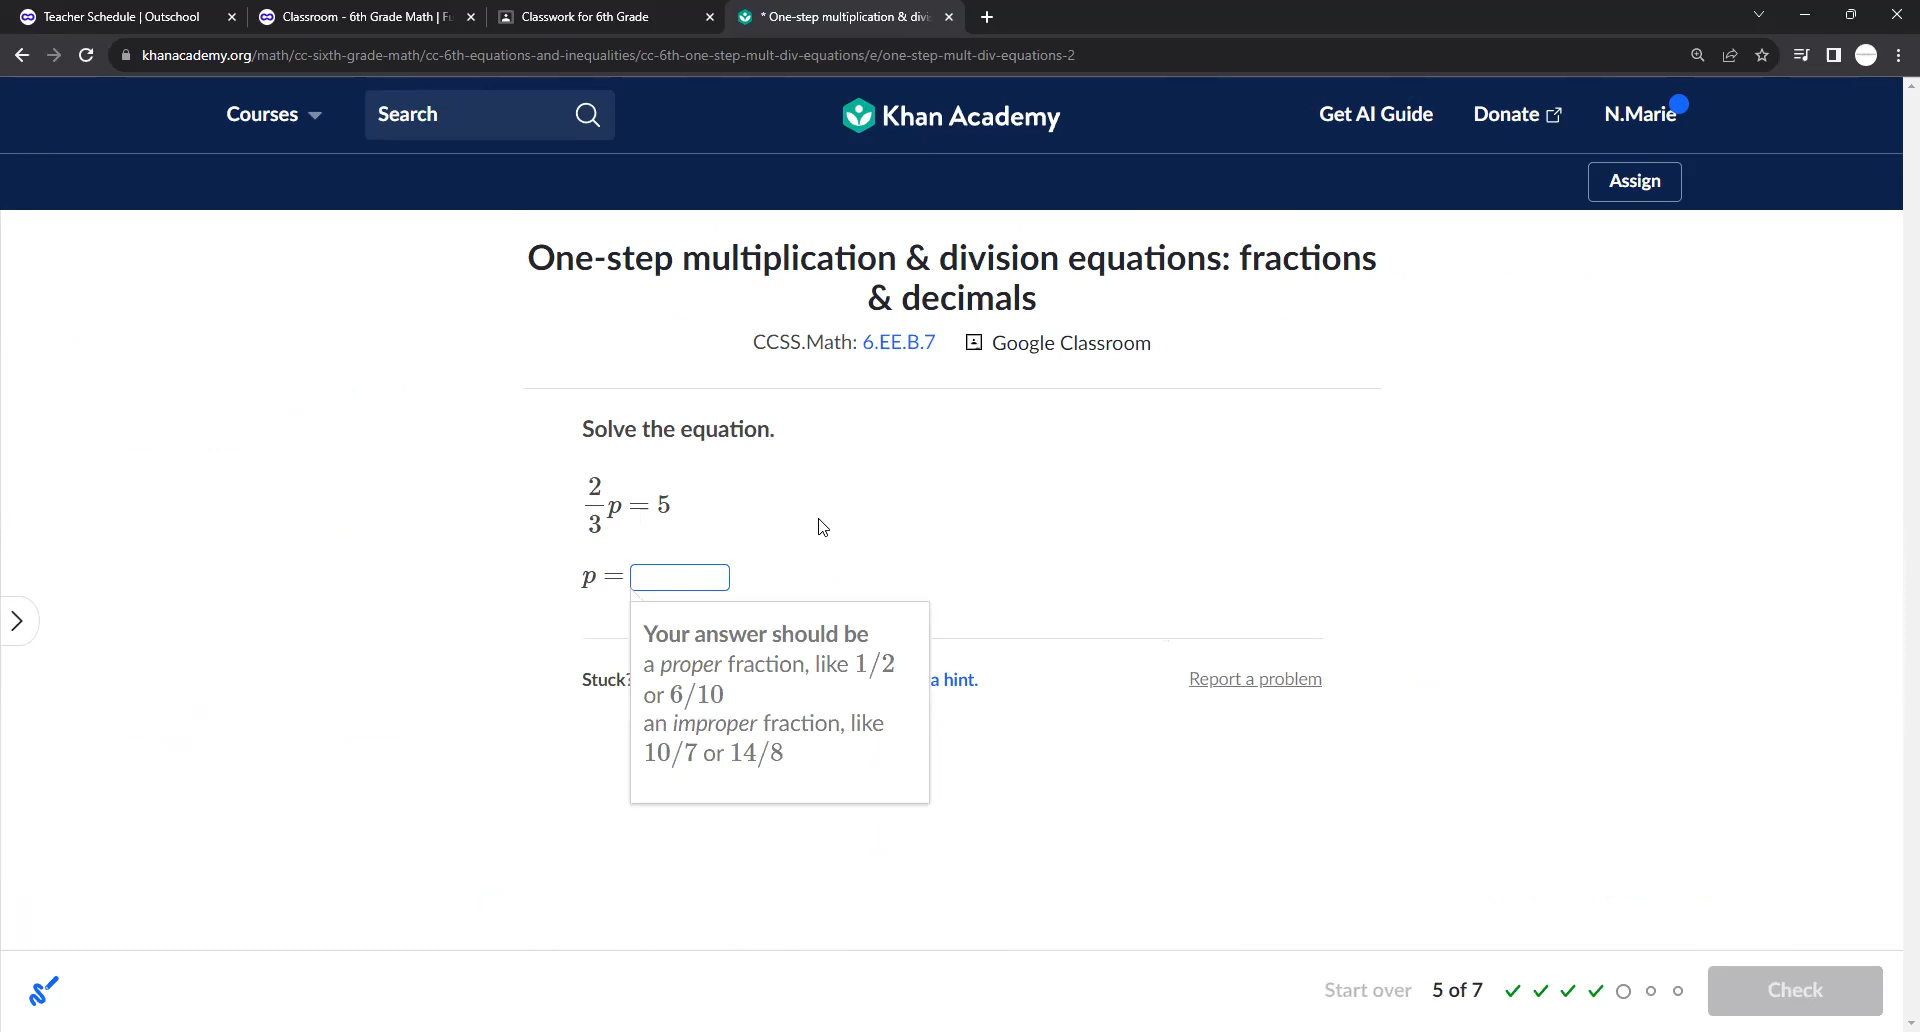 Teacher Schedule | Outschool
Classroom - 6th Grade Math | Fu
Classwork for 6th Grade
* One-step multiplication & divi
khanacademy.org/math/cc-sixth-grade-math/cc-6th-equations-and-inequalities/cc-6th-one-step-mult-div-equations/e/one-step-mult-div-equations-2
Courses
Search
Khan Academy
Get AI Guide
Donate
N.Marie
Assign
One-step multiplication & division equations: fractions
& decimals
CCSS.Math: 6.EE.B.7
Google Classroom
Solve the equation.
2/3 p = 5
p =
Your answer should be
a proper fraction, like 1/2
or 6/10
an improper fraction, like
10/7 or 14/8
Stuck?
a hint.
Report a problem
Start over
5 of 7
Check